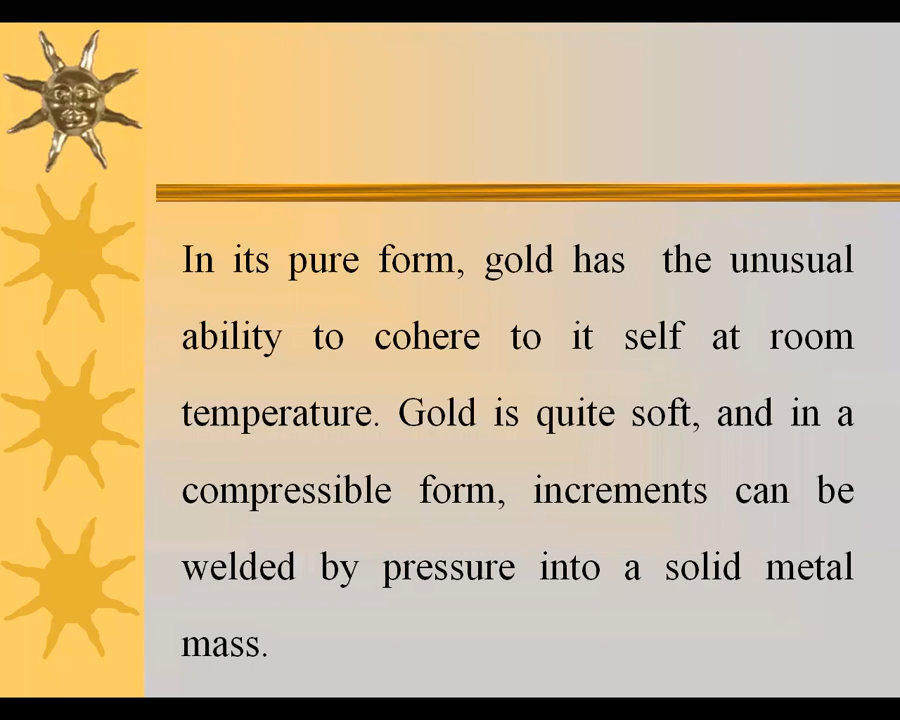 In its pure form, gold has  the unusual
ability to cohere to it self at room
temperature. Gold is quite soft, and in a
compressible form, increments can be
welded by pressure into a solid metal
mass.